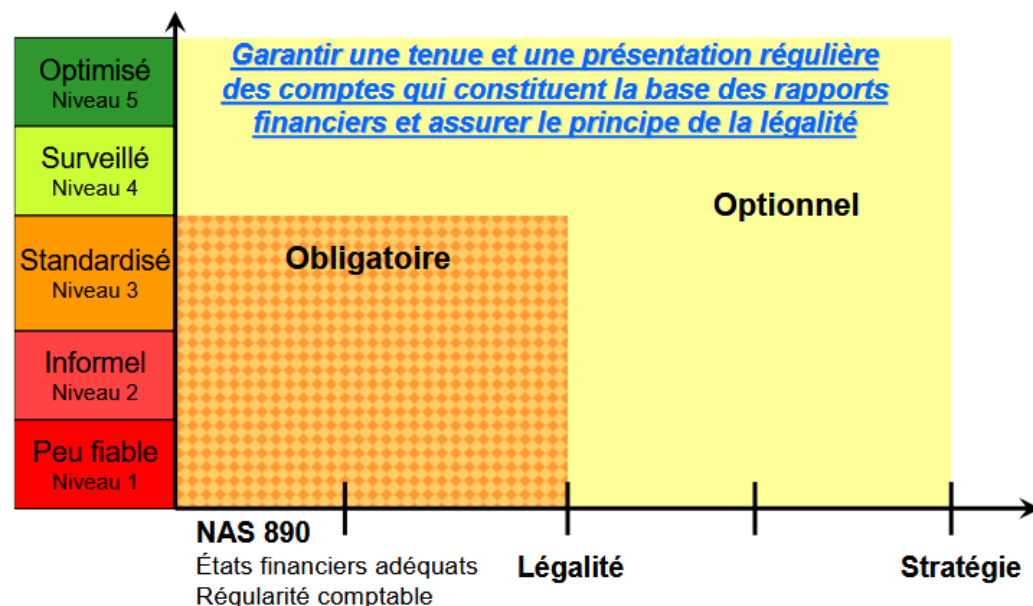 Garantir une tenue et une présentation régulière
des comptes qui constituent la base des rapports
financiers et assurer le principe de la légalité
Optimisé
Niveau 5
Surveillé
Niveau 4
Optionnel
Standardisé
Niveau 3
Obligatoire
Informel
Niveau 2
Peu fiable
Niveau 1
NAS 890
États financiers adéquats
Régularité comptable
Légalité
Stratégie